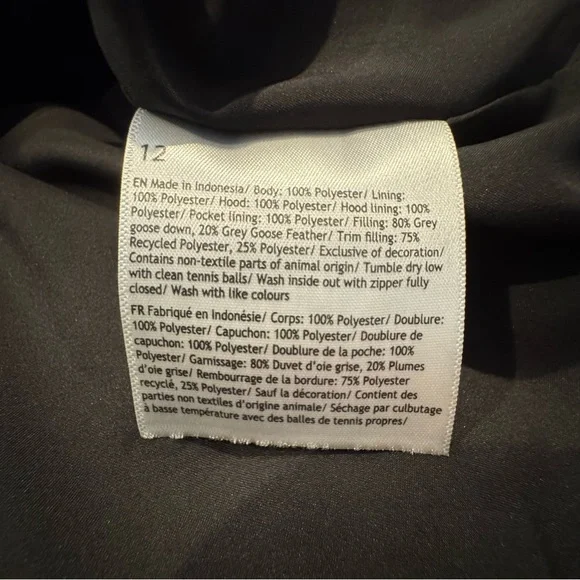 12
EN Made in Indonesia/ Body: 100% Polyester/ Lining:
100% Polyester/ Hood: 100% Polyester/ Hood lining: 100%
Polyester/ Pocket lining: 100% Polyester/ Filling: 80% Grey
goose down, 20% Grey Goose Feather/ Trim filling: 75%
Recycled Polyester, 25% Polyester/ Exclusive of decoration/
Contains non-textile parts of animal origin/ Tumble dry low
with clean tennis balls/ Wash inside out with zipper fully
closed/ Wash with like colours
FR Fabriqué en Indonésie/ Corps: 100% Polyester/ Doublure:
100% Polyester/ Capuchon: 100% Polyester/ Doublure de
capuchon: 100% Polyester/ Doublure de la poche: 100%
Polyester/ Garnissage: 80% Duvet d'oie grise, 20% Plumes
d'oie grise/ Rembourrage de la bordure: 75% Polyester
recyclé, 25% Polyester/ Sauf la décoration/ Contient des
parties non textiles d'origine animale/ Séchage par culbutage
à basse température avec des balles de tennis propres/